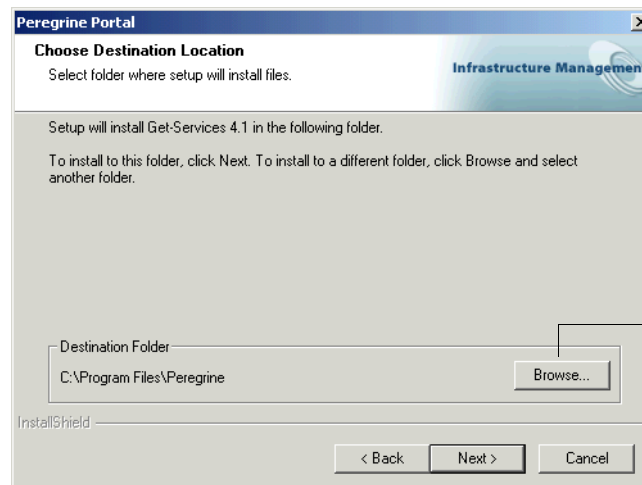 Peregrine Portal
Choose Destination Location
Select folder where setup will install files.
Infrastructure Managemen
Setup will install Get-Services 4.1 in the following folder.
To install to this folder, click Next. To install to a different folder, click Browse and select
another folder.
Destination Folder
C:\Program Files\Peregrine
Browse...
InstallShield
< Back
Next >
Cancel